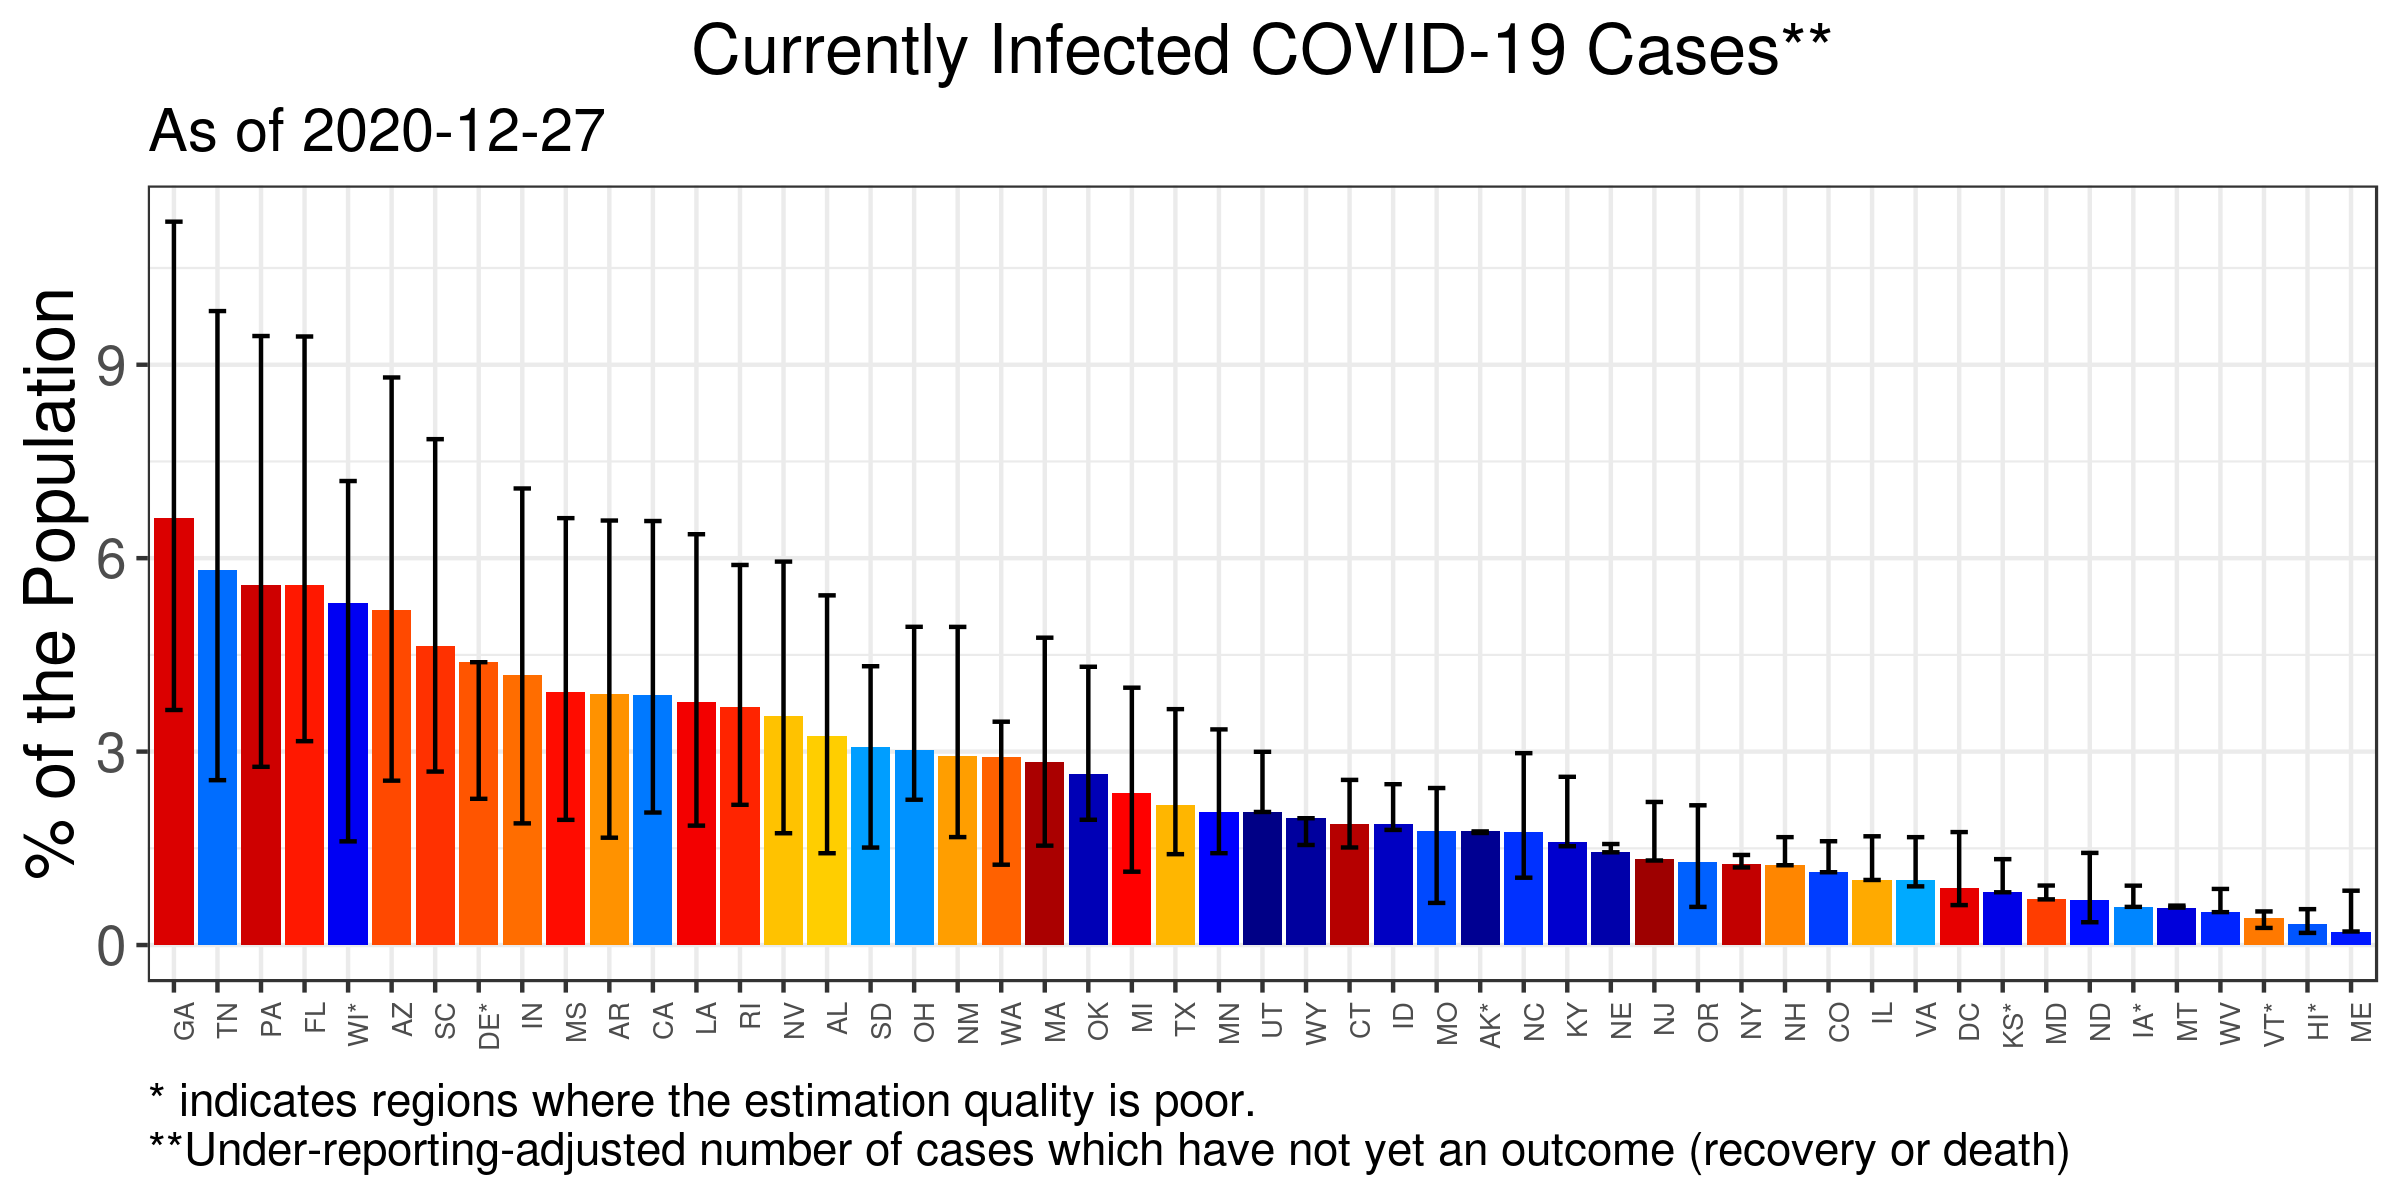 Currently Infected COVID-19 Cases**
As of 2020-12-27
% of the Population
9
6
3
0
GA TN PA FL WI* AZ SC DE* IN MS AR CA LA RI NV AL SD OH NM WA MA OK MI TX MN UT WY CT ID MO AK* NC KY NE NJ OR NY NH CO IL VA DC KS* MD ND IA* MT WV VT* HI* ME
* indicates regions where the estimation quality is poor.
**Under-reporting-adjusted number of cases which have not yet an outcome (recovery or death)